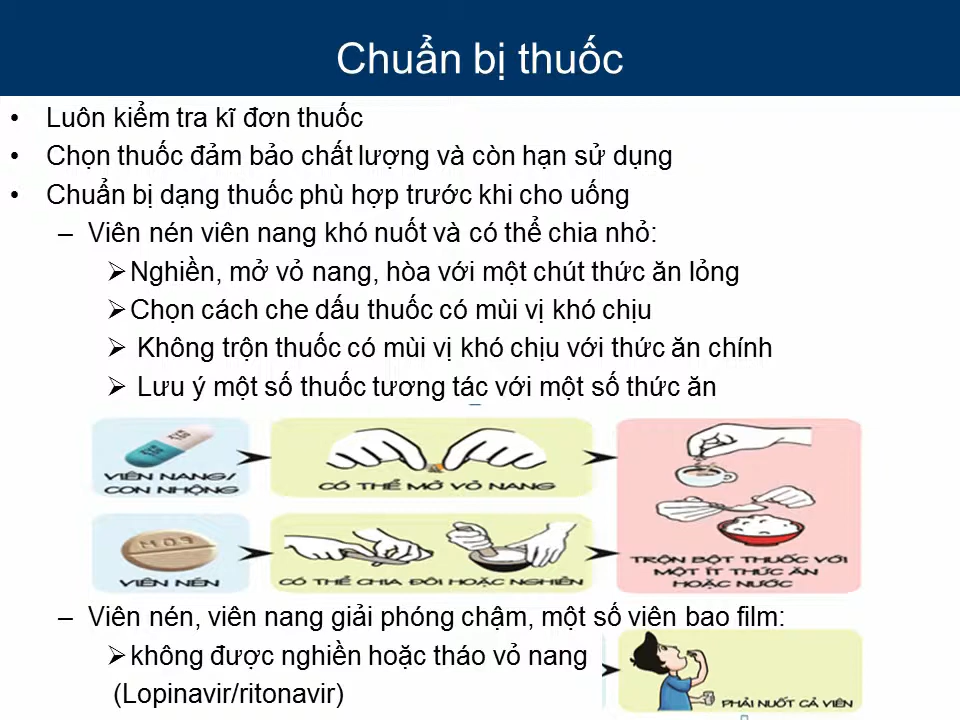 Chuẩn bị thuốc
• Luôn kiểm tra kĩ đơn thuốc
• Chọn thuốc đảm bảo chất lượng và còn hạn sử dụng
• Chuẩn bị dạng thuốc phù hợp trước khi cho uống
– Viên nén viên nang khó nuốt và có thể chia nhỏ:
➢Nghiền, mở vỏ nang, hòa với một chút thức ăn lỏng
➢Chọn cách che dấu thuốc có mùi vị khó chịu
➢ Không trộn thuốc có mùi vị khó chịu với thức ăn chính
➢ Lưu ý một số thuốc tương tác với một số thức ăn
VIÊN NANG/
CON NHỘNG
CÓ THỂ MỞ VỎ NANG
VIÊN NÉN
CÓ THỂ CHIA ĐÔI HOẶC NGHIỀN
TRỘN BỘT THUỐC VỚI
MỘT ÍT THỨC ĂN
HOẶC NƯỚC
– Viên nén, viên nang giải phóng chậm, một số viên bao film:
➢không được nghiền hoặc tháo vỏ nang
(Lopinavir/ritonavir)
PHẢI NUỐT CẢ VIÊN